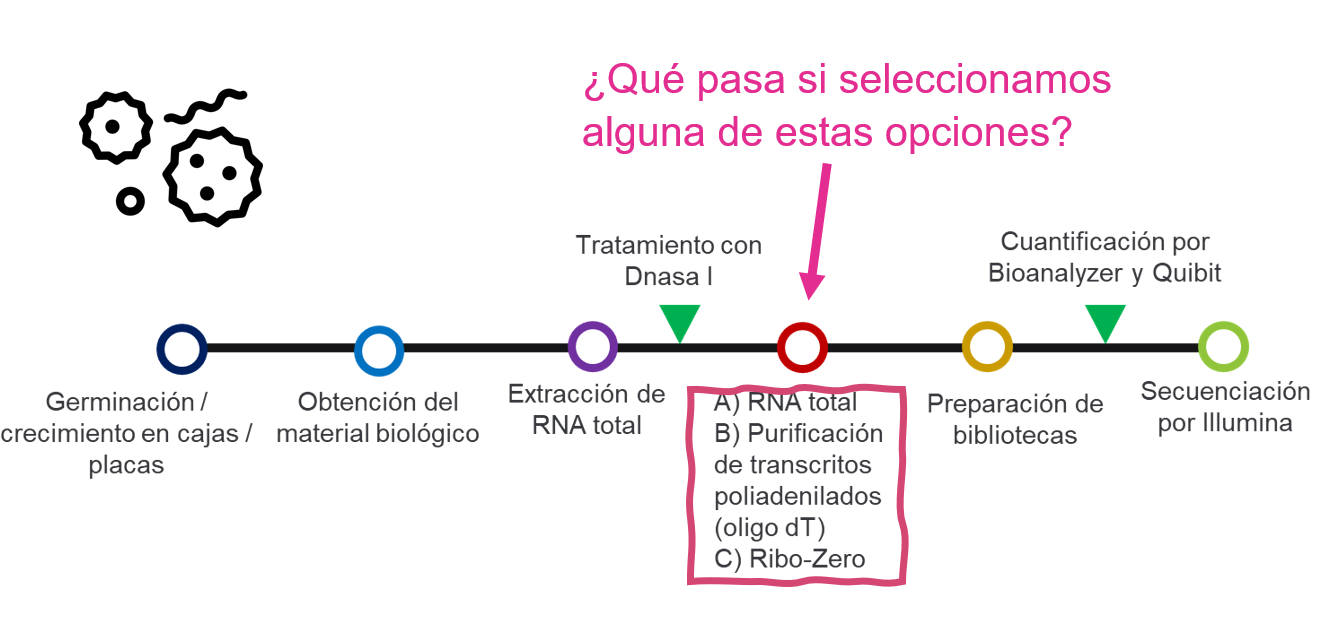 ¿Qué pasa si seleccionamos
alguna de estas opciones?
Tratamiento con
Dnasa I
Cuantificación por
Bioanalyzer y Quibit
Germinación /
crecimiento en cajas /
placas
Obtención del
material biológico
Extracción de
RNA total
A) RNA total
B) Purificación
de transcritos
poliadenilados
(oligo dT)
C) Ribo-Zero
Preparación de
bibliotecas
Secuenciación
por Illumina